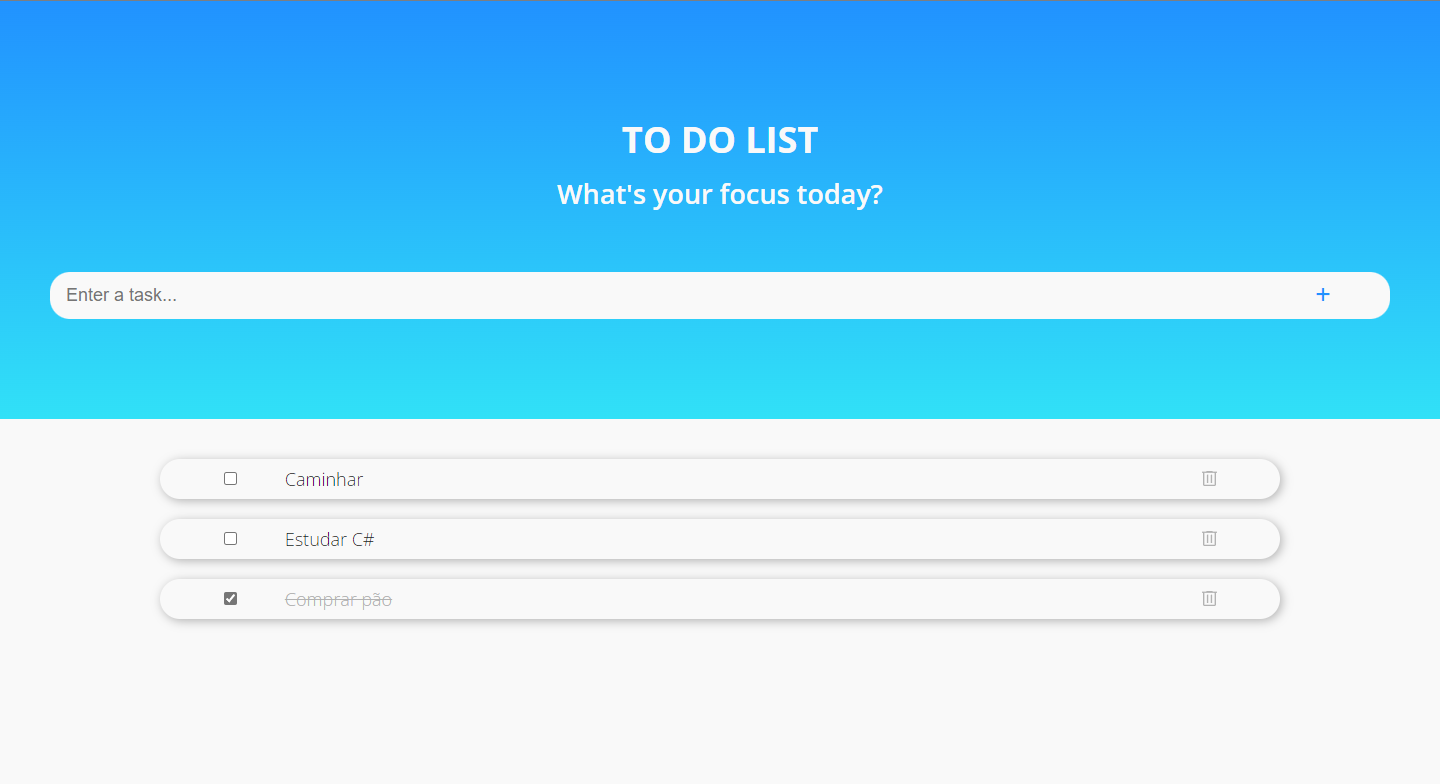 TO DO LIST
What's your focus today?
Enter a task...
+
Caminhar
Estudar C#
Comprar pão